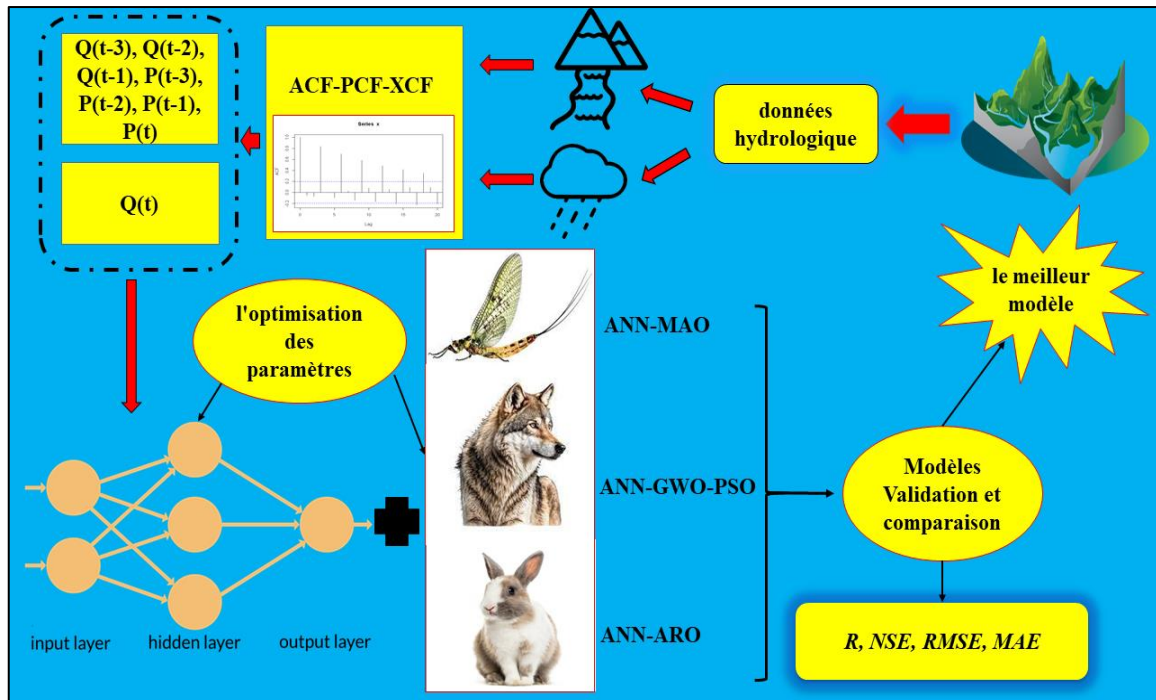 Q(t-3), Q(t-2),
Q(t-1), P(t-3),
P(t-2), P(t-1),
P(t)
Q(t)
ACF-PCF-XCF
données
hydrologique
l'optimisation
des
paramètres
ANN-MAO
ANN-GWO-PSO
ANN-ARO
le meilleur
modèle
Modèles
Validation et
comparaison
R, NSE, RMSE, MAE
input layer
hidden layer
output layer